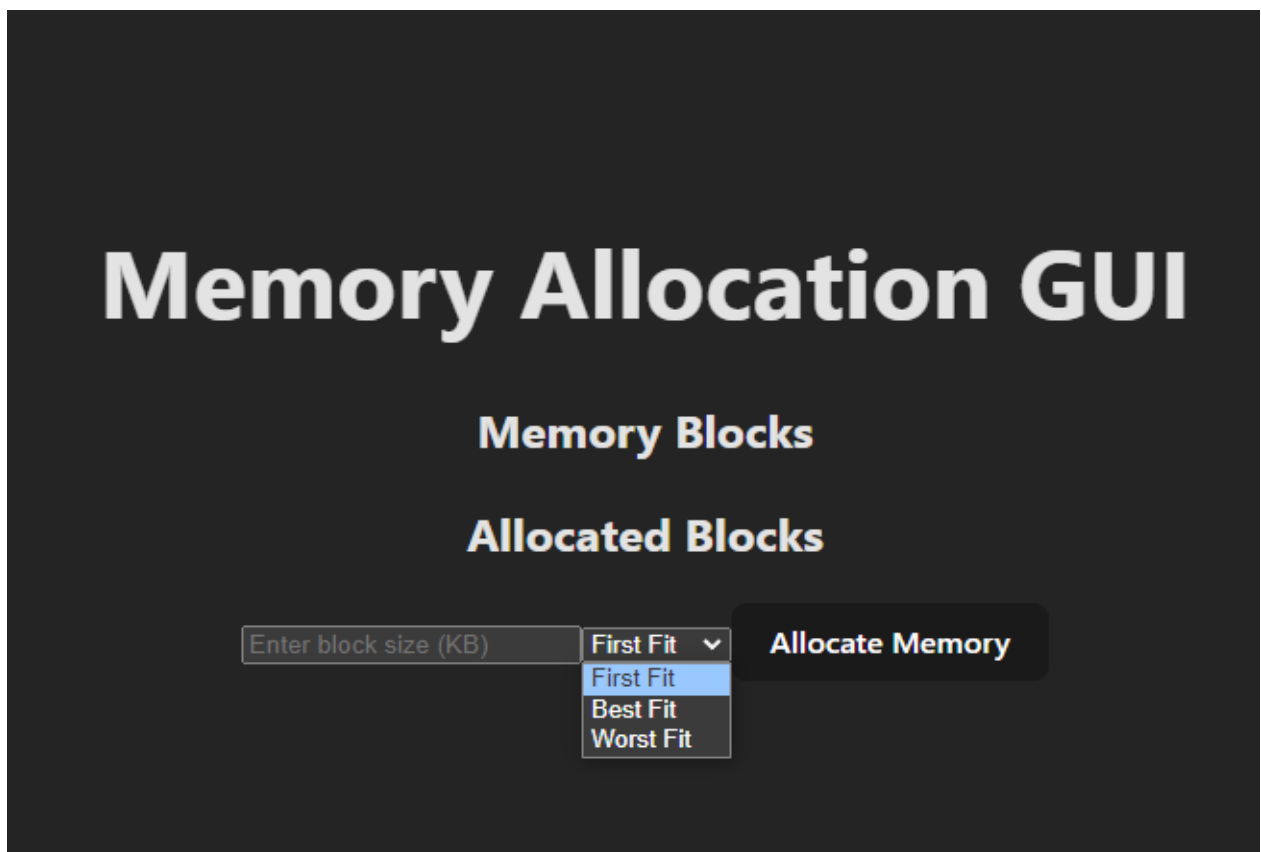 Memory Allocation GUI
Memory Blocks
Allocated Blocks
Enter block size (KB) First Fit Allocate Memory
First Fit
Best Fit
Worst Fit